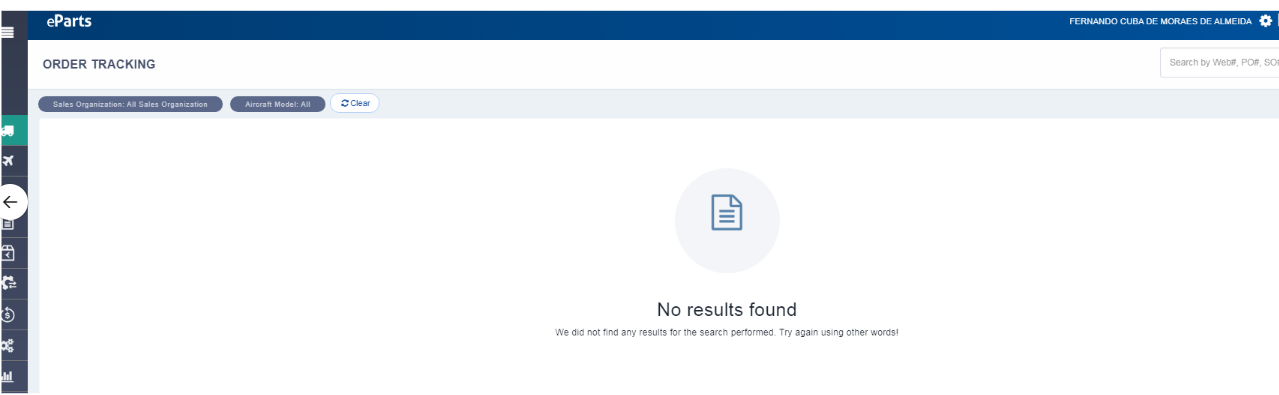 eParts
FERNANDO CUBA DE MORAES DE ALMEIDA
ORDER TRACKING
Search by Web#, PO#, SO#
Sales Organization: All Sales Organization
Aircraft Model: All
Clear
No results found
We did not find any results for the search performed. Try again using other words!